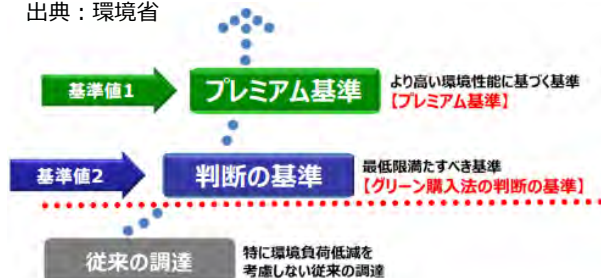 出典：環境省
基準値1
プレミアム基準
より高い環境性能に基づく基準
【プレミアム基準】
基準値2
判断の基準
最低限満たすべき基準
【グリーン購入法の判断の基準】
従来の調達
特に環境負荷低減を
考慮しない従来の調達